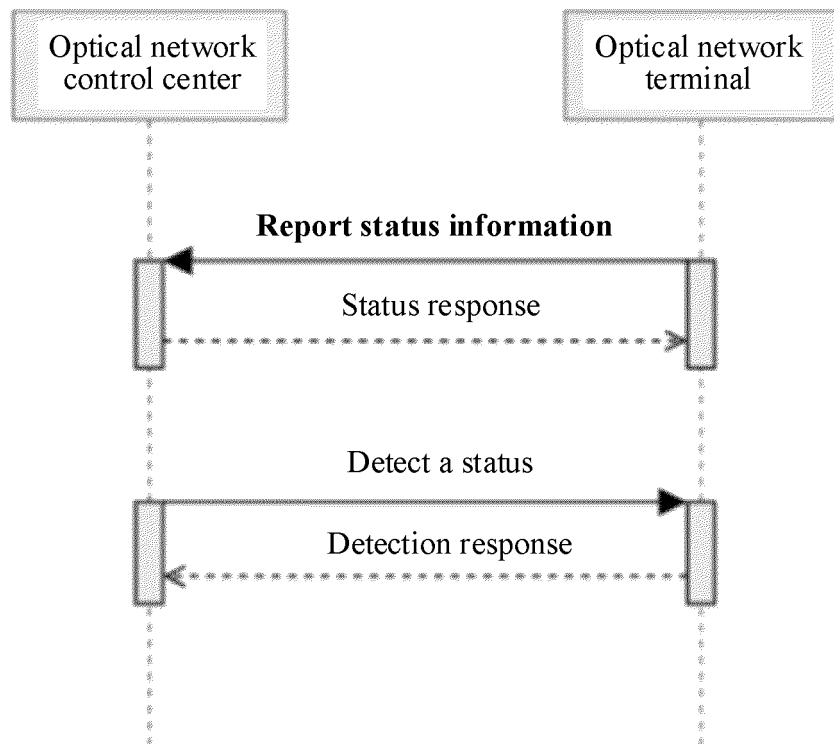 Optical network
control center
Optical network
terminal
Report status information
Status response
Detect a status
Detection response